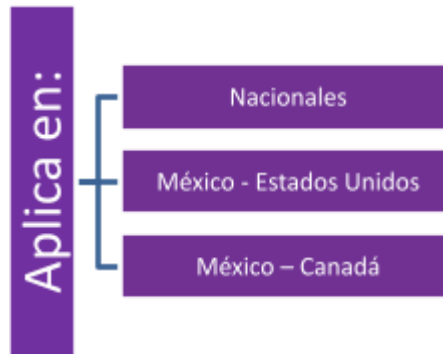 Aplica en:
Nacionales
México - Estados Unidos
México – Canadá